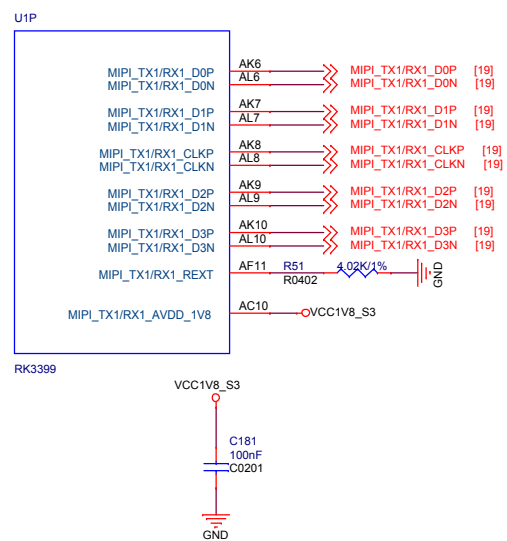 U1P
MIPI_TX1/RX1_D0P AK6 MIPI_TX1/RX1_D0P [19]
MIPI_TX1/RX1_D0N AL6 MIPI_TX1/RX1_D0N [19]
MIPI_TX1/RX1_D1P AK7 MIPI_TX1/RX1_D1P [19]
MIPI_TX1/RX1_D1N AL7 MIPI_TX1/RX1_D1N [19]
MIPI_TX1/RX1_CLKP AK8 MIPI_TX1/RX1_CLKP [19]
MIPI_TX1/RX1_CLKN AL8 MIPI_TX1/RX1_CLKN [19]
MIPI_TX1/RX1_D2P AK9 MIPI_TX1/RX1_D2P [19]
MIPI_TX1/RX1_D2N AL9 MIPI_TX1/RX1_D2N [19]
MIPI_TX1/RX1_D3P AK10 MIPI_TX1/RX1_D3P [19]
MIPI_TX1/RX1_D3N AL10 MIPI_TX1/RX1_D3N [19]
MIPI_TX1/RX1_REXT AF11 R51 4.02K/1% GND
R0402
MIPI_TX1/RX1_AVDD_1V8 AC10 VCC1V8_S3
RK3399
VCC1V8_S3
C181
100nF
C0201
GND